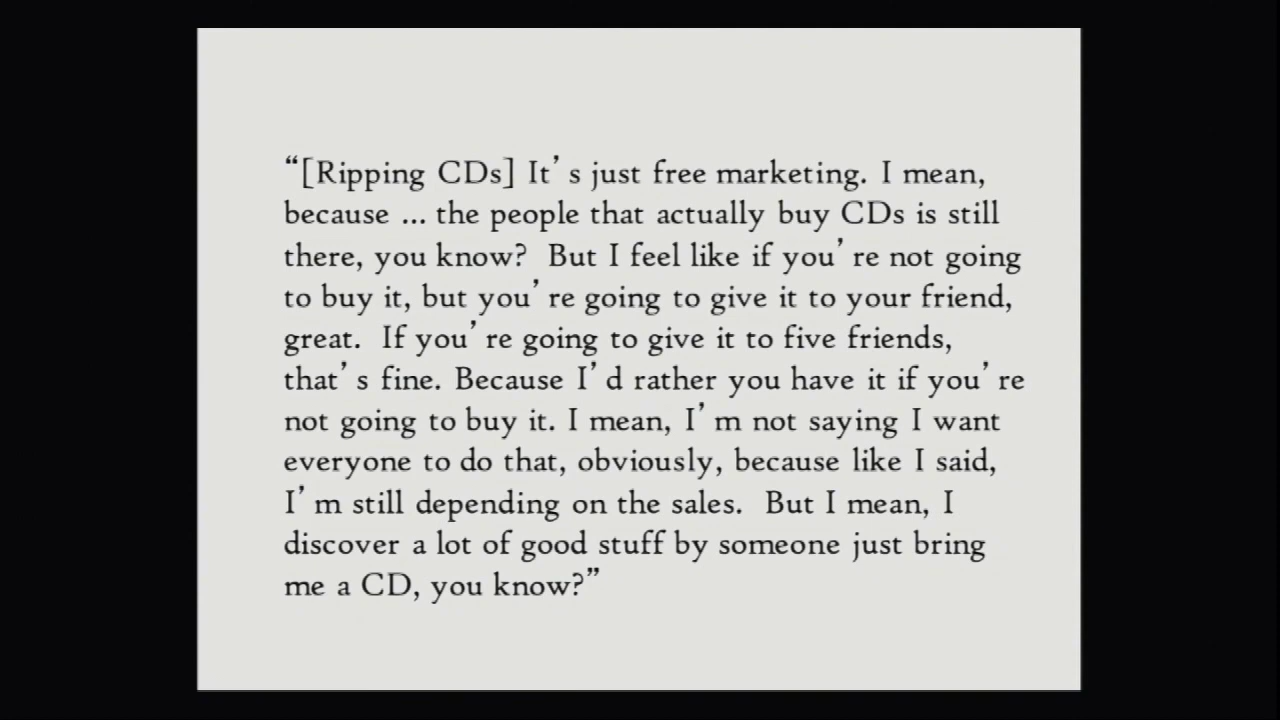 “[Ripping CDs] It’s just free marketing. I mean,
because ... the people that actually buy CDs is still
there, you know?  But I feel like if you’re not going
to buy it, but you’re going to give it to your friend,
great.  If you’re going to give it to five friends,
that’s fine. Because I’d rather you have it if you’re
not going to buy it. I mean, I’m not saying I want
everyone to do that, obviously, because like I said,
I’m still depending on the sales.  But I mean, I
discover a lot of good stuff by someone just bring
me a CD, you know?”